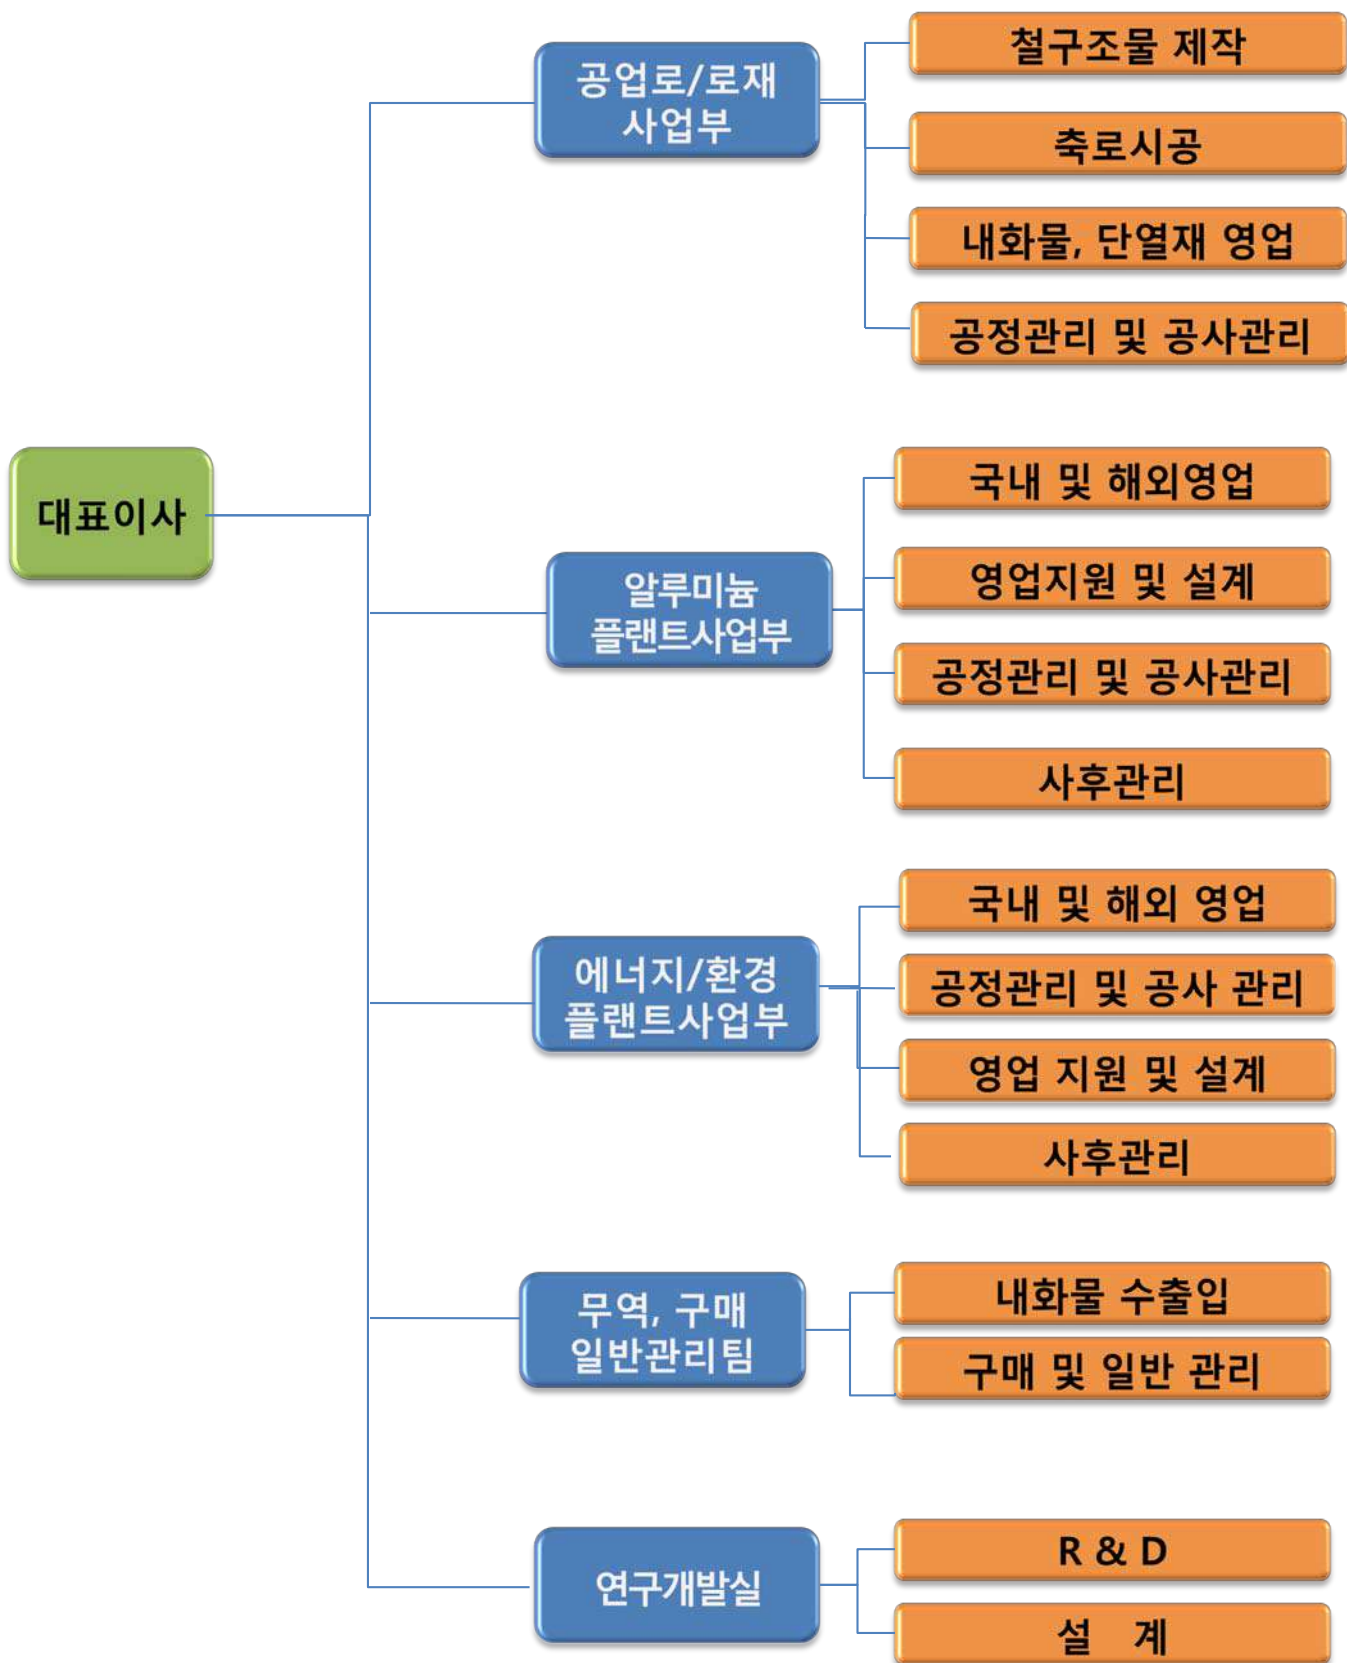 대표이사
공업로/로재
사업부
철구조물 제작
축로시공
내화물, 단열재 영업
공정관리 및 공사관리
알루미늄
플랜트사업부
국내 및 해외영업
영업지원 및 설계
공정관리 및 공사관리
사후관리
에너지/환경
플랜트사업부
국내 및 해외 영업
공정관리 및 공사 관리
영업 지원 및 설계
사후관리
무역, 구매
일반관리팀
내화물 수출입
구매 및 일반 관리
연구개발실
R & D
설 계